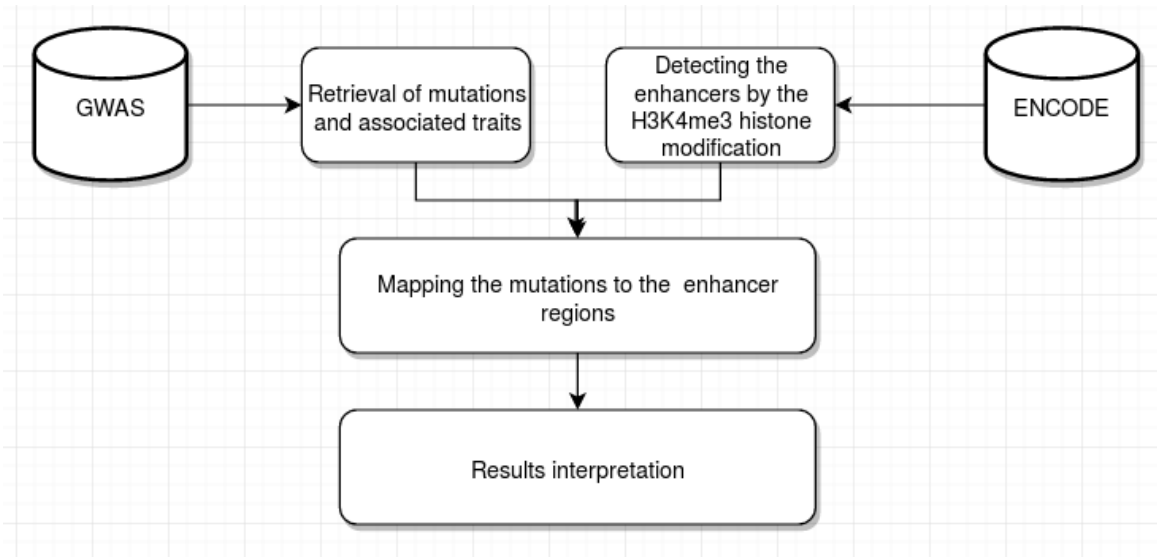 GWAS
Retrieval of mutations
and associated traits
Detecting the
enhancers by the
H3K4me3 histone
modification
ENCODE
Mapping the mutations to the  enhancer
regions
Results interpretation